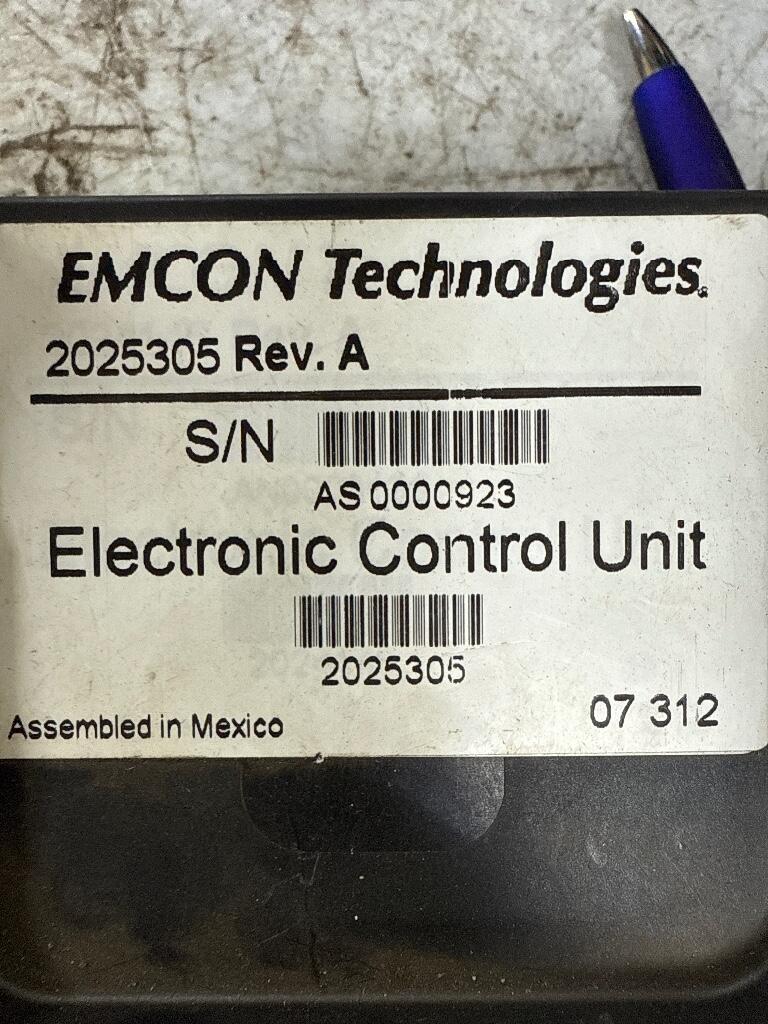 EMCON Technologies
2025305 Rev. A
S/N
AS 0000923
Electronic Control Unit
2025305
07 312
Assembled in Mexico